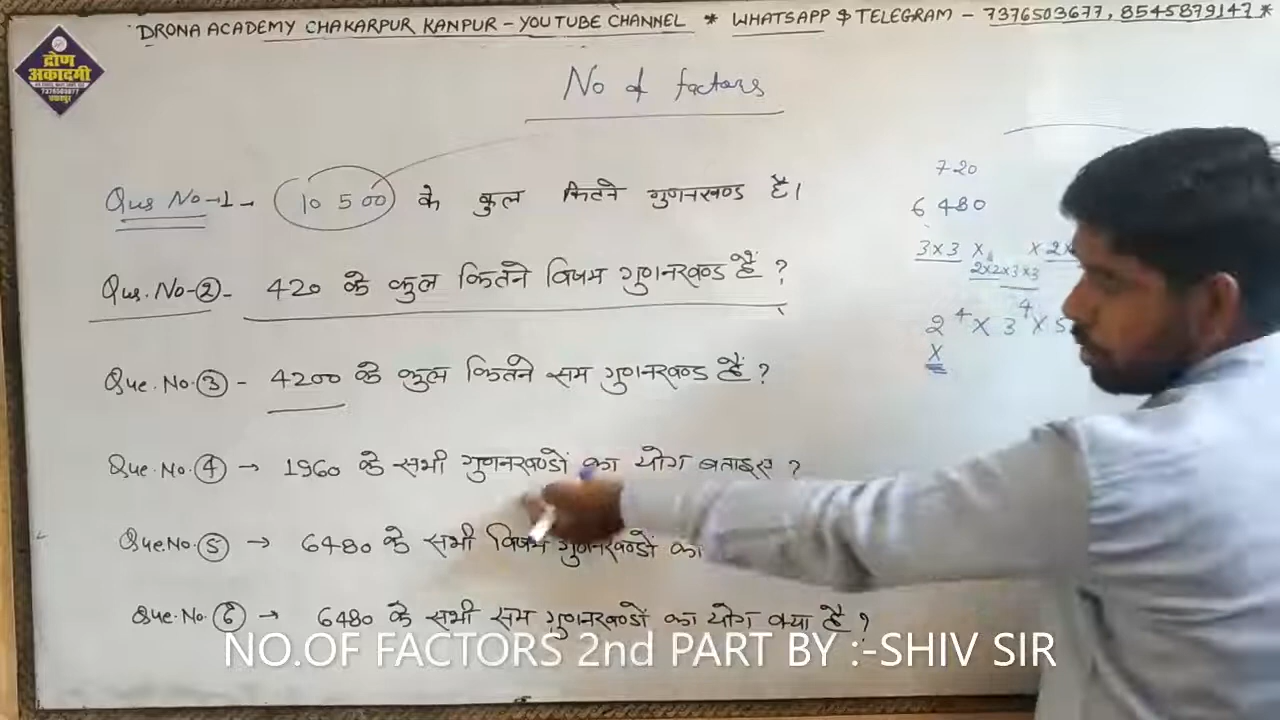 DRONA ACADEMY CHAKARPUR KANPUR - YOUTUBE CHANNEL * WHATSAPP & TELEGRAM - 7376503677, 8545879147 *
द्रोण
अकादमी
No of factors
Ques No-1- 10500 के कुल कितने गुणनखण्ड है।
Qus. No-②- 420 के कुल कितने विषम गुणनखण्ड हैं ?
Que. No. ③ - 4200 के कुल कितने सम गुणनखण्ड हैं ?
Que. No. ④ → 1960 के सभी गुणनखण्डों का योग बताइए ?
Que. No. ⑤ → 6480 के सभी विषम गुणनखण्डों का
Que. No. ⑥ → 6480 के सभी सम गुणनखण्डों का योग क्या है ?
720
6480
3×3 × × 2×
2×2×3×3
2⁴ × 3⁴ × 5
X
NO.OF FACTORS 2nd PART BY :-SHIV SIR